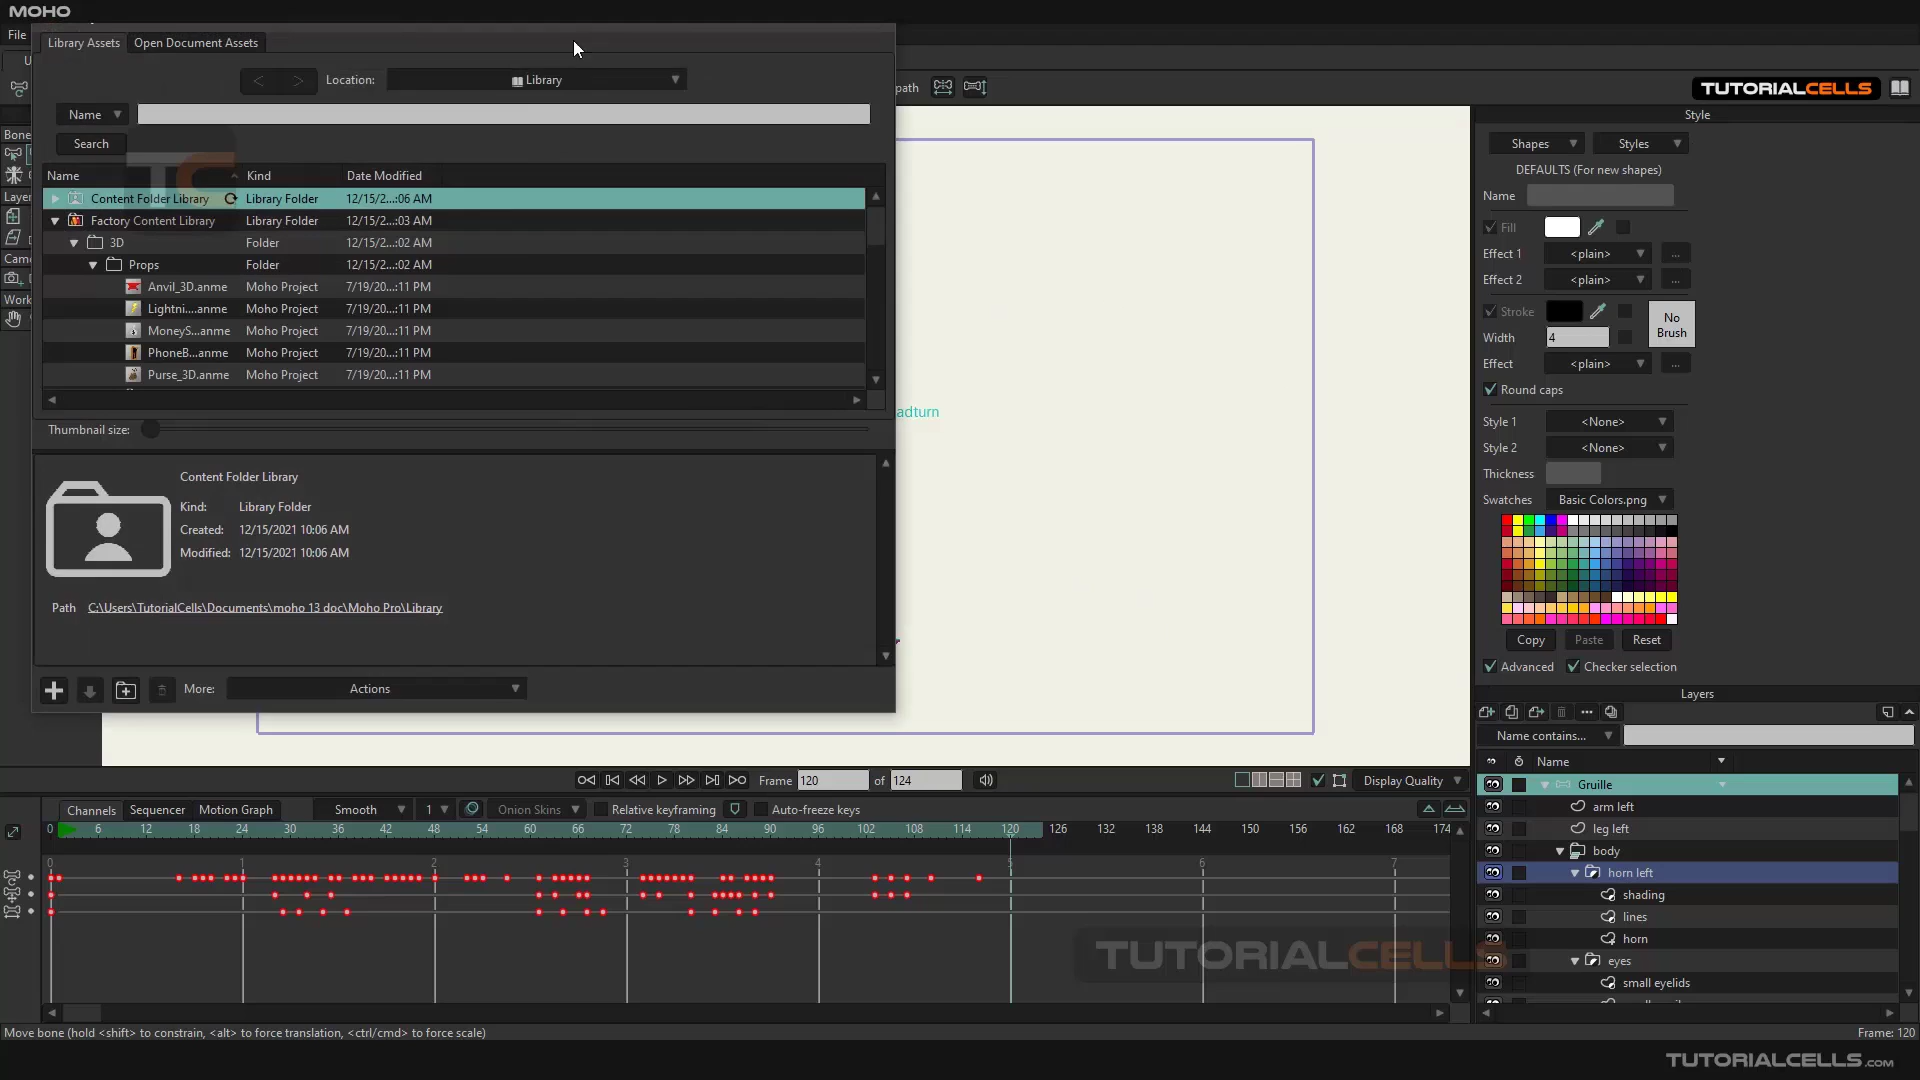 MOHO
File
Library Assets
Open Document Assets
Location:
Library
path
TUTORIALCELLS
Style
Name
Search
Bone
Laye
Came
Work
Name
Kind
Date Modified
Content Folder Library
Library Folder
12/15/2...:06 AM
Factory Content Library
Library Folder
12/15/2...:03 AM
3D
Folder
12/15/2...:02 AM
Props
Folder
12/15/2...:02 AM
Anvil_3D.anme
Moho Project
7/19/20...:11 PM
Lightni....anme
Moho Project
7/19/20...:11 PM
MoneyS...anme
Moho Project
7/19/20...:11 PM
PhoneB...anme
Moho Project
7/19/20...:11 PM
Purse_3D.anme
Moho Project
7/19/20...:11 PM
Thumbnail size:
adturn
Content Folder Library
Kind:
Library Folder
Created:
12/15/2021 10:06 AM
Modified:
12/15/2021 10:06 AM
Path
C:\Users\TutorialCells\Documents\moho 13 doc\Moho Pro\Library
More:
Actions
Shapes
Styles
DEFAULTS (For new shapes)
Name
Fill
Effect 1
<plain>
...
Effect 2
<plain>
...
Stroke
No
Brush
Width
4
Effect
<plain>
...
Round caps
Style 1
<None>
Style 2
<None>
Thickness
Swatches
Basic Colors.png
Copy
Paste
Reset
Advanced
Checker selection
Layers
Name contains...
Name
Gruille
arm left
leg left
body
horn left
shading
lines
horn
eyes
small eyelids
Frame
120
of
124
Display Quality
Channels
Sequencer
Motion Graph
Smooth
1
Onion Skins
Relative keyframing
Auto-freeze keys
0 6 12 18 24 30 36 42 48 54 60 66 72 78 84 90 96 102 108 114 120 126 132 138 144 150 156 162 168 174
0 1 2 3 4 5 6 7
TUTORIALCELLS
Move bone (hold <shift> to constrain, <alt> to force translation, <ctrl/cmd> to force scale)
Frame: 120
TUTORIALCELLS.COM